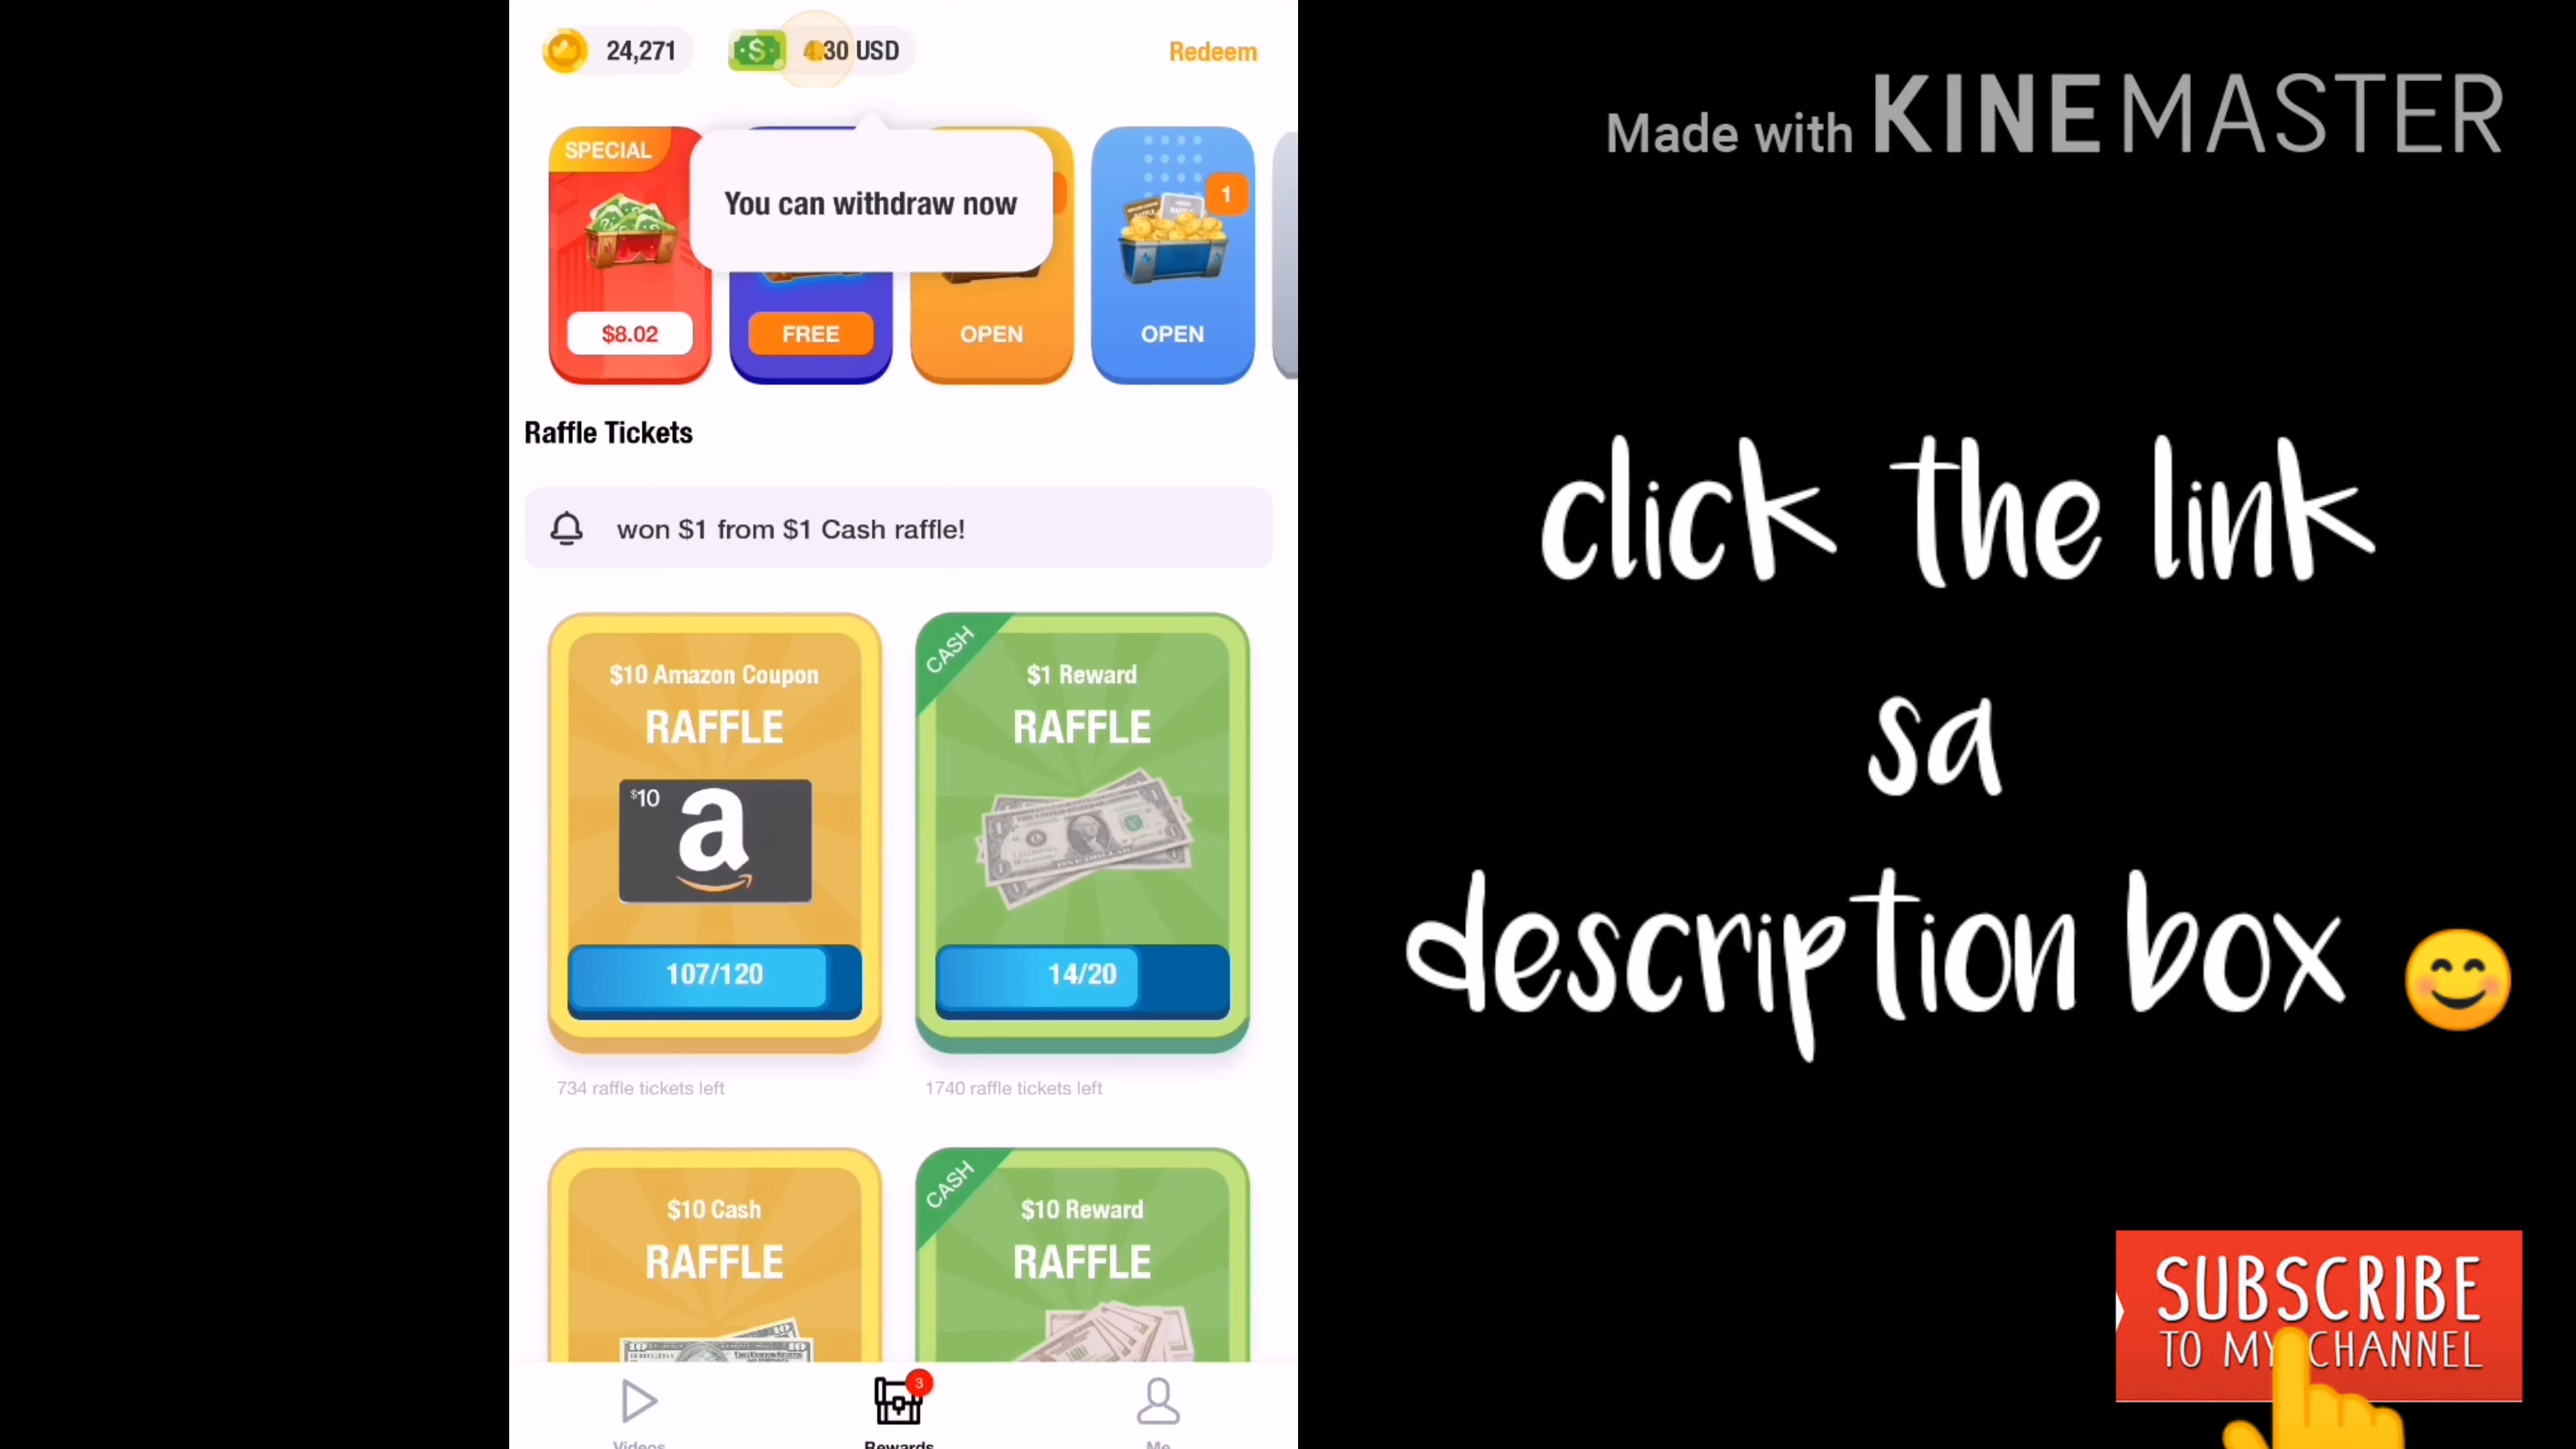 24,271
4.30 USD
Redeem
SPECIAL
You can withdraw now
1
$8.02
FREE
OPEN
OPEN
Raffle Tickets
won $1 from $1 Cash raffle!
$10 Amazon Coupon
RAFFLE
$10
a
107/120
734 raffle tickets left
CASH
$1 Reward
RAFFLE
14/20
1740 raffle tickets left
$10 Cash
RAFFLE
CASH
$10 Reward
RAFFLE
Videos
3
Rewards
Me
Made with KINEMASTER
click the link
sa
description box
SUBSCRIBE
TO MY CHANNEL